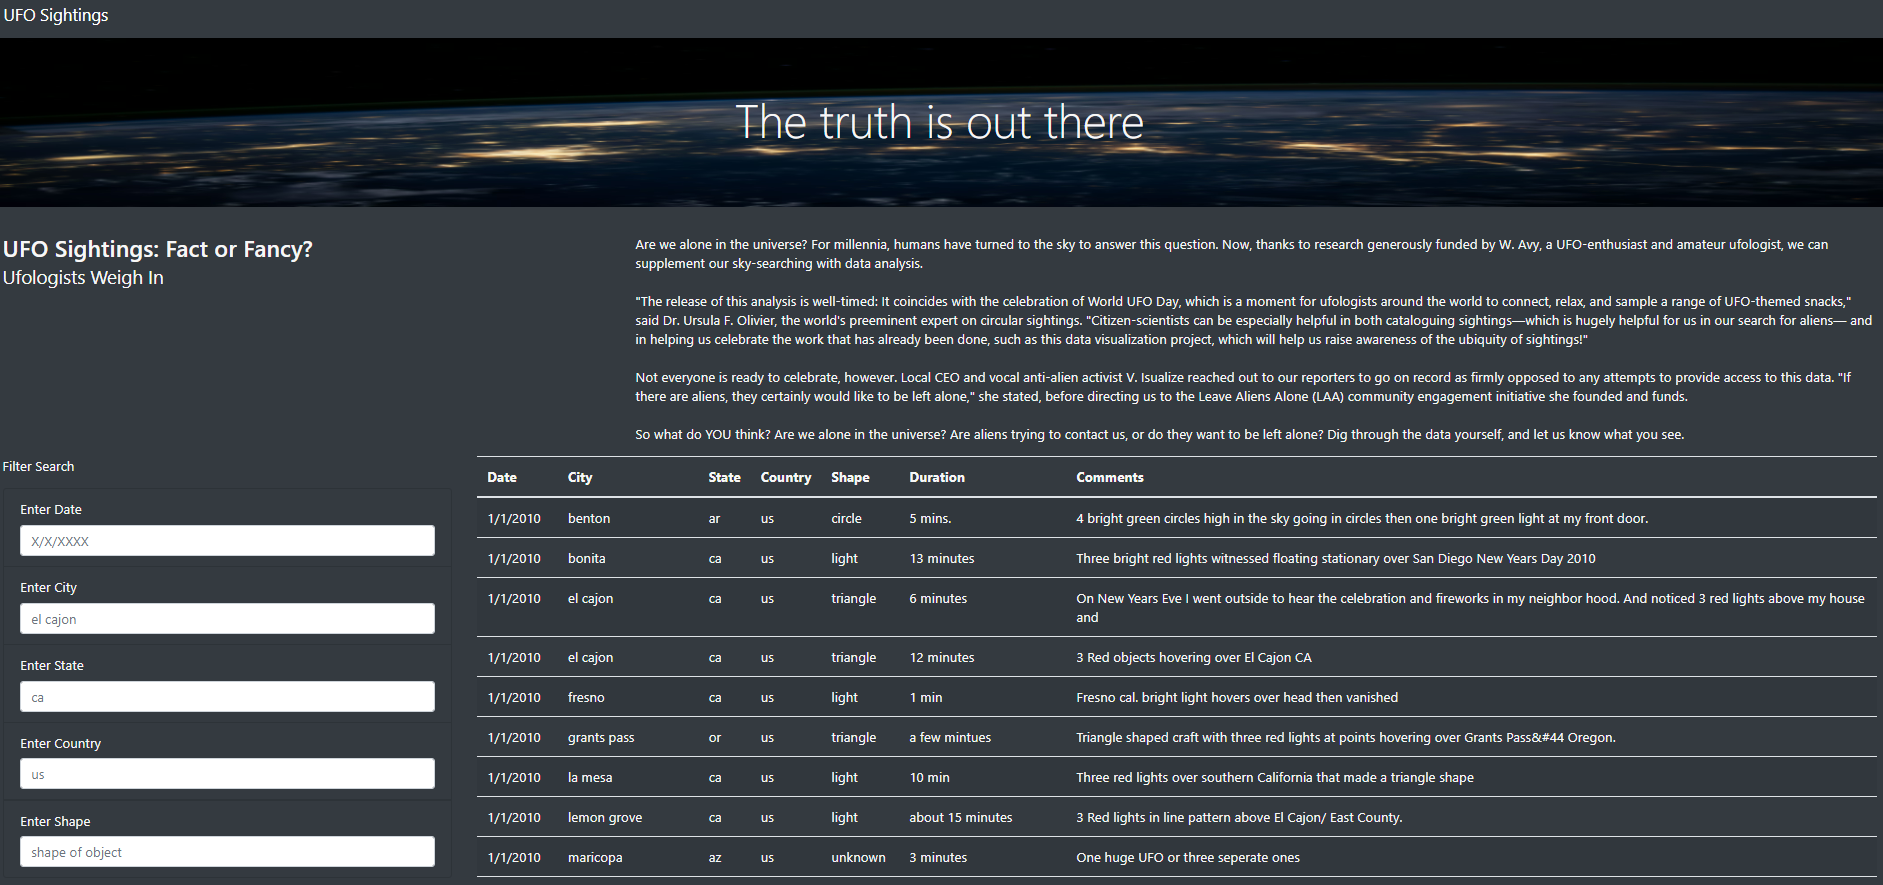 UFO Sightings
The truth is out there
UFO Sightings: Fact or Fancy?
Ufologists Weigh In
Are we alone in the universe? For millennia, humans have turned to the sky to answer this question. Now, thanks to research generously funded by W. Avy, a UFO-enthusiast and amateur ufologist, we can
supplement our sky-searching with data analysis.
"The release of this analysis is well-timed: It coincides with the celebration of World UFO Day, which is a moment for ufologists around the world to connect, relax, and sample a range of UFO-themed snacks,"
said Dr. Ursula F. Olivier, the world's preeminent expert on circular sightings. "Citizen-scientists can be especially helpful in both cataloguing sightings—which is hugely helpful for us in our search for aliens— and
in helping us celebrate the work that has already been done, such as this data visualization project, which will help us raise awareness of the ubiquity of sightings!"
Not everyone is ready to celebrate, however. Local CEO and vocal anti-alien activist V. Isualize reached out to our reporters to go on record as firmly opposed to any attempts to provide access to this data. "If
there are aliens, they certainly would like to be left alone," she stated, before directing us to the Leave Aliens Alone (LAA) community engagement initiative she founded and funds.
So what do YOU think? Are we alone in the universe? Are aliens trying to contact us, or do they want to be left alone? Dig through the data yourself, and let us know what you see.
Filter Search
Enter Date
X/X/XXXX
Enter City
el cajon
Enter State
ca
Enter Country
us
Enter Shape
shape of object
Date City State Country Shape Duration Comments
1/1/2010 benton ar us circle 5 mins. 4 bright green circles high in the sky going in circles then one bright green light at my front door.
1/1/2010 bonita ca us light 13 minutes Three bright red lights witnessed floating stationary over San Diego New Years Day 2010
1/1/2010 el cajon ca us triangle 6 minutes On New Years Eve I went outside to hear the celebration and fireworks in my neighbor hood. And noticed 3 red lights above my house
and
1/1/2010 el cajon ca us triangle 12 minutes 3 Red objects hovering over El Cajon CA
1/1/2010 fresno ca us light 1 min Fresno cal. bright light hovers over head then vanished
1/1/2010 grants pass or us triangle a few mintues Triangle shaped craft with three red lights at points hovering over Grants Pass&#44 Oregon.
1/1/2010 la mesa ca us light 10 min Three red lights over southern California that made a triangle shape
1/1/2010 lemon grove ca us light about 15 minutes 3 Red lights in line pattern above El Cajon/ East County.
1/1/2010 maricopa az us unknown 3 minutes One huge UFO or three seperate ones